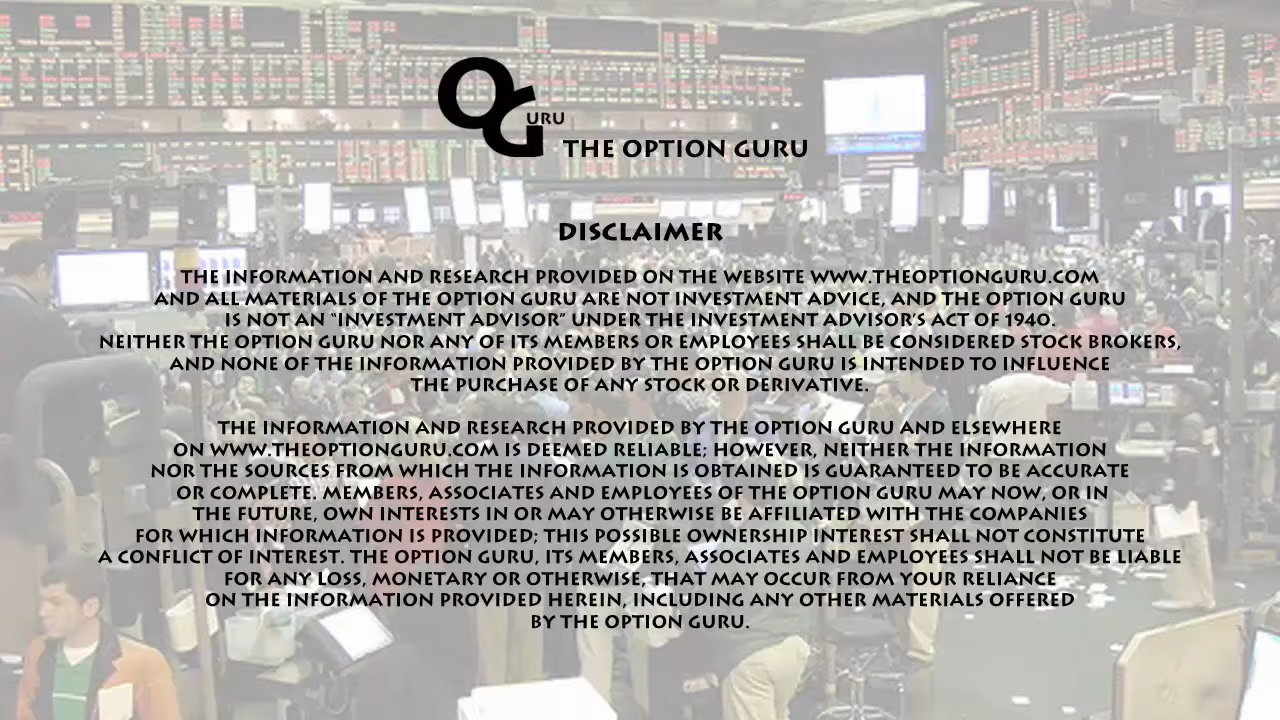 OG
URU
THE OPTION GURU
DISCLAIMER
THE INFORMATION AND RESEARCH PROVIDED ON THE WEBSITE WWW.THEOPTIONGURU.COM
AND ALL MATERIALS OF THE OPTION GURU ARE NOT INVESTMENT ADVICE, AND THE OPTION GURU
IS NOT AN “INVESTMENT ADVISOR” UNDER THE INVESTMENT ADVISOR’S ACT OF 1940.
NEITHER THE OPTION GURU NOR ANY OF ITS MEMBERS OR EMPLOYEES SHALL BE CONSIDERED STOCK BROKERS,
AND NONE OF THE INFORMATION PROVIDED BY THE OPTION GURU IS INTENDED TO INFLUENCE
THE PURCHASE OF ANY STOCK OR DERIVATIVE.
THE INFORMATION AND RESEARCH PROVIDED BY THE OPTION GURU AND ELSEWHERE
ON WWW.THEOPTIONGURU.COM IS DEEMED RELIABLE; HOWEVER, NEITHER THE INFORMATION
NOR THE SOURCES FROM WHICH THE INFORMATION IS OBTAINED IS GUARANTEED TO BE ACCURATE
OR COMPLETE. MEMBERS, ASSOCIATES AND EMPLOYEES OF THE OPTION GURU MAY NOW, OR IN
THE FUTURE, OWN INTERESTS IN OR MAY OTHERWISE BE AFFILIATED WITH THE COMPANIES
FOR WHICH INFORMATION IS PROVIDED; THIS POSSIBLE OWNERSHIP INTEREST SHALL NOT CONSTITUTE
A CONFLICT OF INTEREST. THE OPTION GURU, ITS MEMBERS, ASSOCIATES AND EMPLOYEES SHALL NOT BE LIABLE
FOR ANY LOSS, MONETARY OR OTHERWISE, THAT MAY OCCUR FROM YOUR RELIANCE
ON THE INFORMATION PROVIDED HEREIN, INCLUDING ANY OTHER MATERIALS OFFERED
BY THE OPTION GURU.